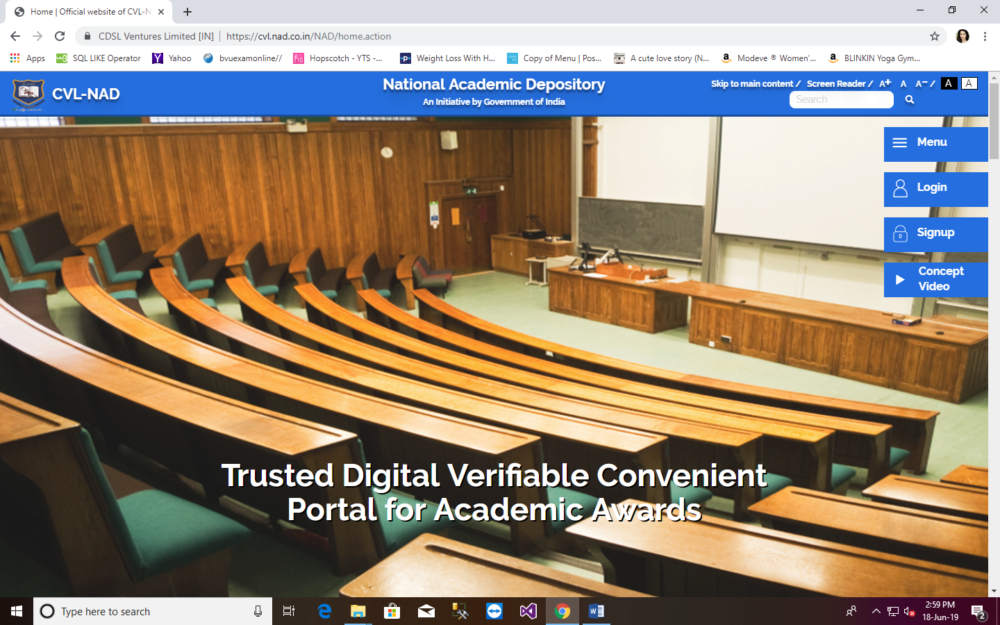 Home | Official website of CVL-N
CDSL Ventures Limited [IN] | https://cvl.nad.co.in/NAD/home.action
Apps SQL LIKE Operator Yahoo bvuexamonline// Hopscotch - YTS -... Weight Loss With H... Copy of Menu | Pos... A cute love story (N... Modeve ® Women'... BLINKIN Yoga Gym...
CVL-NAD
National Academic Depository
An Initiative by Government of India
Skip to main content / Screen Reader / A+ A A- / A A
Search
Menu
Login
Signup
Concept
Video
Trusted Digital Verifiable Convenient
Portal for Academic Awards
Type here to search
2:59 PM
18-Jun-19
2